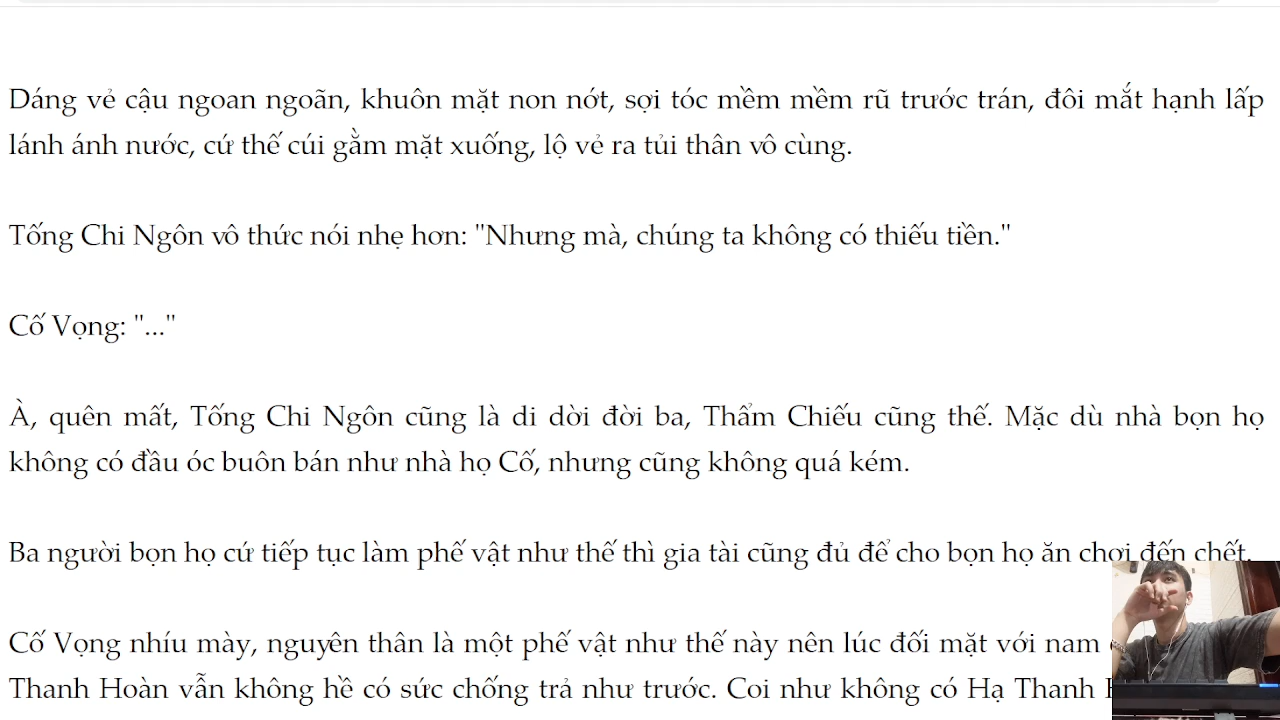 Dáng vẻ cậu ngoan ngoãn, khuôn mặt non nớt, sợi tóc mềm mềm rũ trước trán, đôi mắt hạnh lấp
lánh ánh nước, cứ thế cúi gằm mặt xuống, lộ vẻ ra tủi thân vô cùng.
Tống Chi Ngôn vô thức nói nhẹ hơn: "Nhưng mà, chúng ta không có thiếu tiền."
Cố Vọng: "..."
À, quên mất, Tống Chi Ngôn cũng là di dời đời ba, Thẩm Chiếu cũng thế. Mặc dù nhà bọn họ
không có đầu óc buôn bán như nhà họ Cố, nhưng cũng không quá kém.
Ba người bọn họ cứ tiếp tục làm phế vật như thế thì gia tài cũng đủ để cho bọn họ ăn chơi đến chết.
Cố Vọng nhíu mày, nguyên thân là một phế vật như thế này nên lúc đối mặt với nam
Thanh Hoàn vẫn không hề có sức chống trả như trước. Coi như không có Hạ Thanh